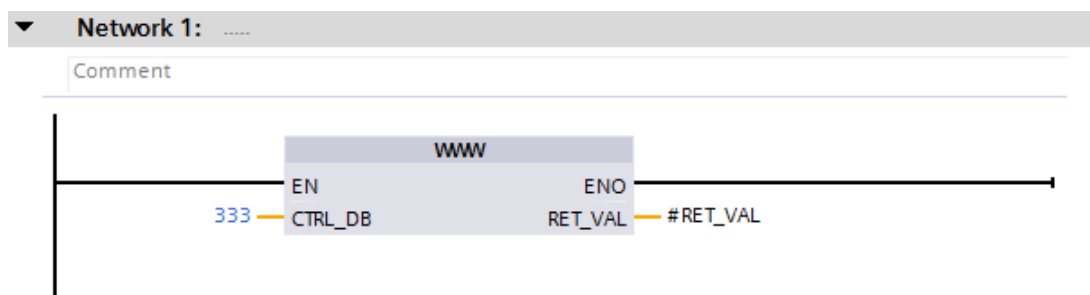 Network 1: .....
Comment
WWW
EN ENO
333 CTRL_DB RET_VAL #RET_VAL